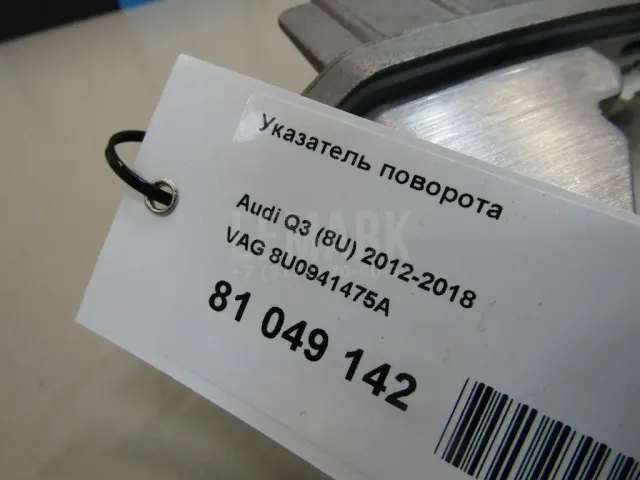 Указатель поворота
Audi Q3 (8U) 2012-2018
VAG 8U0941475A
81 049 142